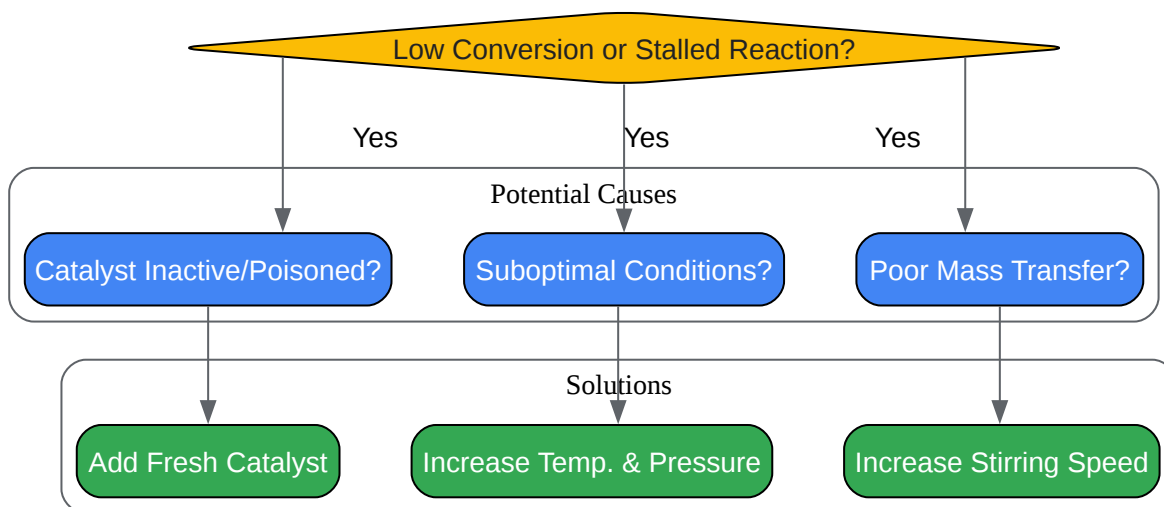 Low Conversion or Stalled Reaction?
Yes
Yes
Yes
Potential Causes
Catalyst Inactive/Poisoned?
Suboptimal Conditions?
Poor Mass Transfer?
Solutions
Add Fresh Catalyst
Increase Temp. & Pressure
Increase Stirring Speed